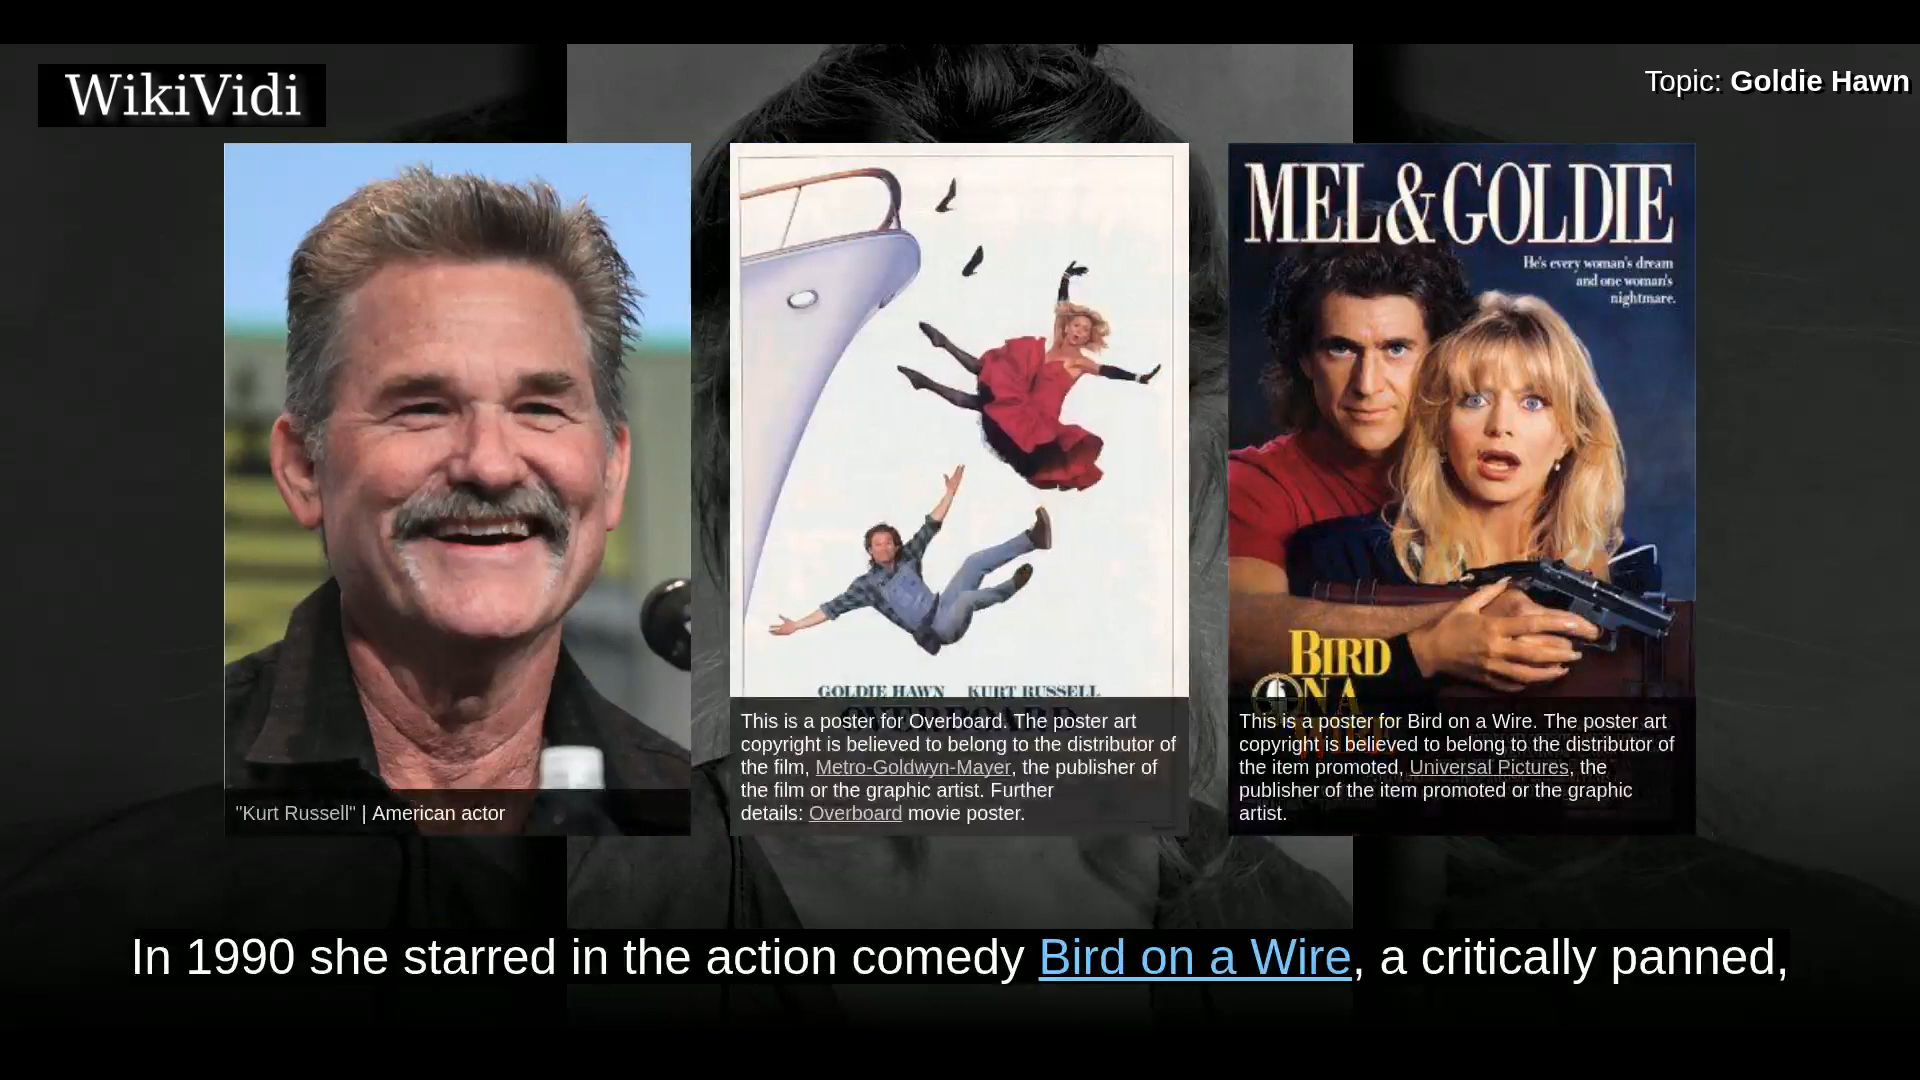 WikiVidi
Topic: Goldie Hawn
"Kurt Russell" | American actor
GOLDIE HAWN KURT RUSSELL
OVERBOARD
This is a poster for Overboard. The poster art
copyright is believed to belong to the distributor of
the film, Metro-Goldwyn-Mayer, the publisher of
the film or the graphic artist. Further
details: Overboard movie poster.
MEL & GOLDIE
He's every woman's dream
and one woman's
nightmare.
BIRD
ON A
WIRE
This is a poster for Bird on a Wire. The poster art
copyright is believed to belong to the distributor of
the item promoted, Universal Pictures, the
publisher of the item promoted or the graphic
artist.
In 1990 she starred in the action comedy Bird on a Wire, a critically panned,